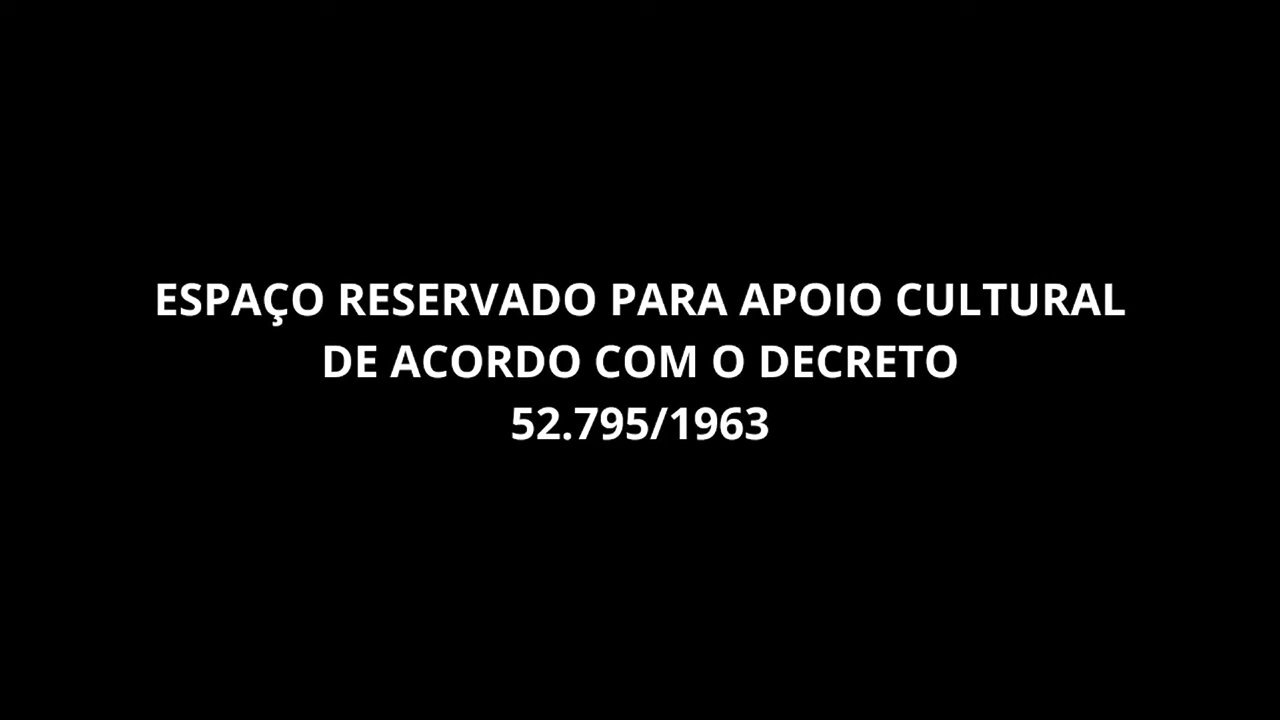 ESPAÇO RESERVADO PARA APOIO CULTURAL
DE ACORDO COM O DECRETO
52.795/1963